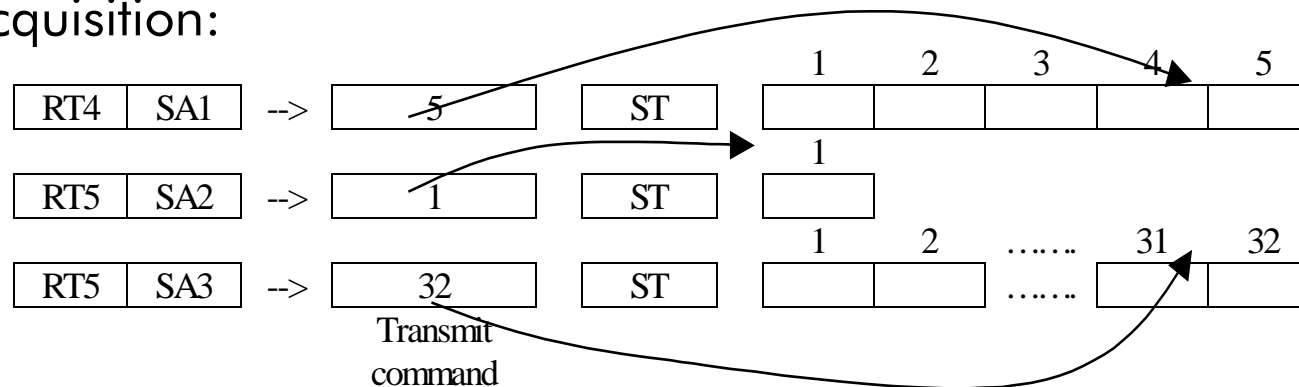 cquisition:
1 2 3 4 5
RT4 SA1 --> 5 ST
1
RT5 SA2 --> 1 ST
1 2 ....... 31 32
RT5 SA3 --> 32 ST .......
Transmit
command